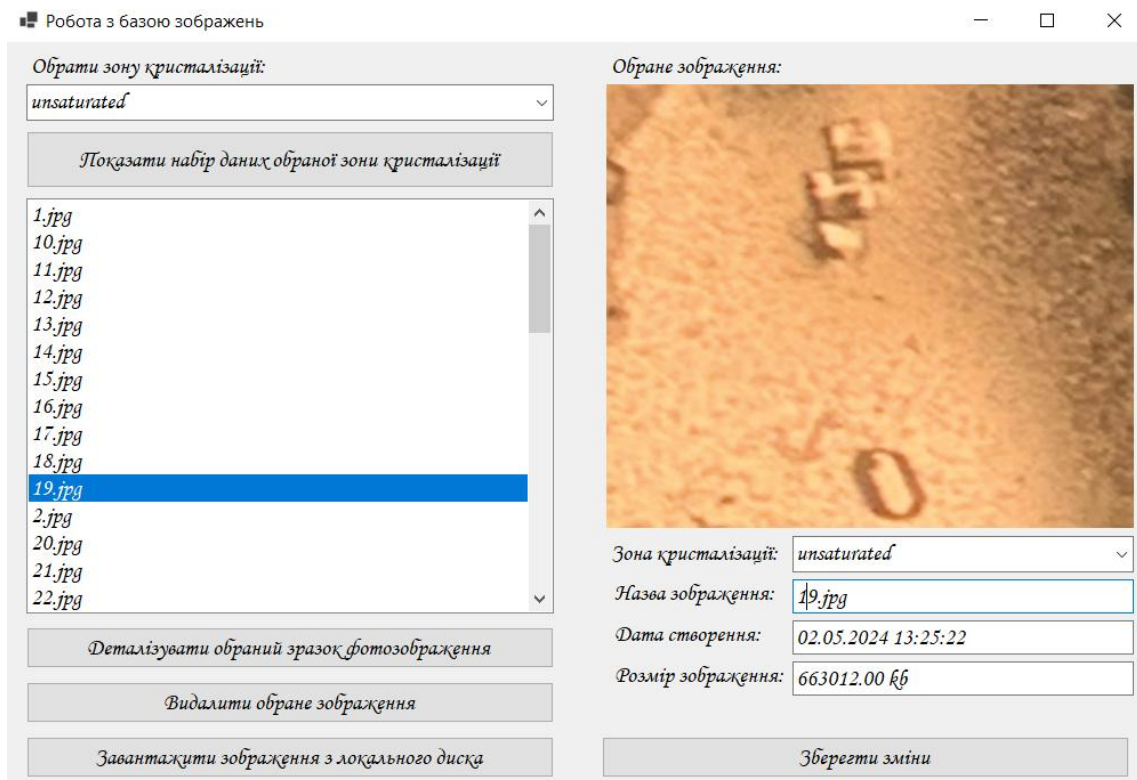 Робота з базою зображень
Обрати зону кристалізації:
unsaturated
Показати набір даних обраної зони кристалізації
1.jpg
10.jpg
11.jpg
12.jpg
13.jpg
14.jpg
15.jpg
16.jpg
17.jpg
18.jpg
19.jpg
2.jpg
20.jpg
21.jpg
22.jpg
Деталізувати обраний зразок фотозображення
Видалити обране зображення
Завантажити зображення з локального диска
Обране зображення:
Зона кристалізації: unsaturated
Назва зображення: 19.jpg
Дата створення: 02.05.2024 13:25:22
Розмір зображення: 663012.00 kb
Зберегти зміни